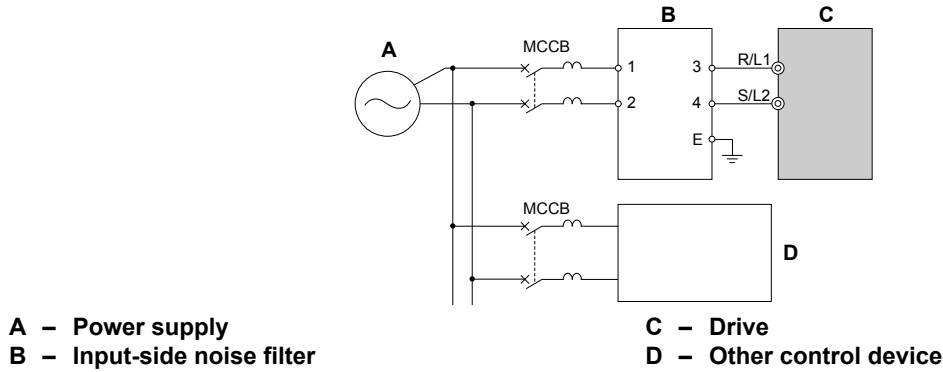 B C
A
MCCB
1 3 R/L1
2 4 S/L2
E
MCCB
D
A – Power supply
B – Input-side noise filter
C – Drive
D – Other control device